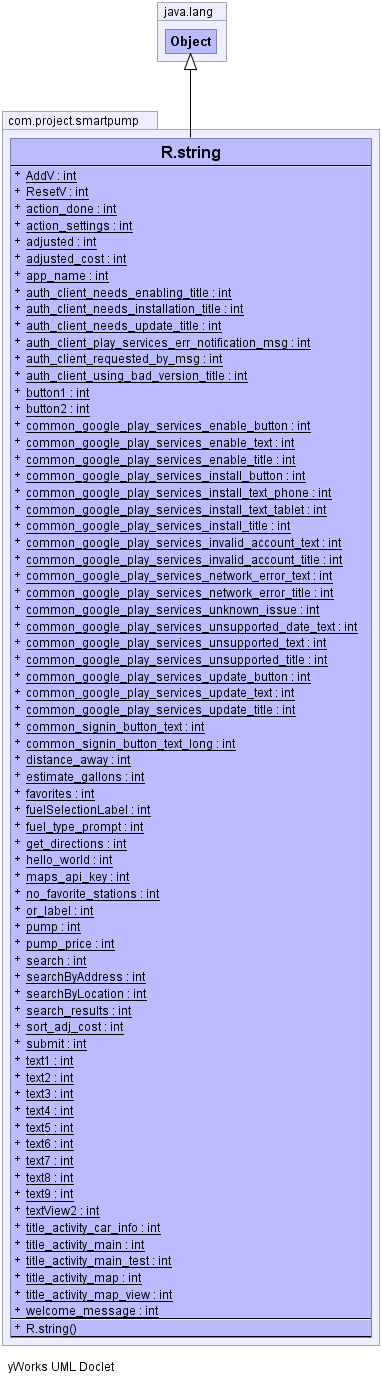 java.lang
Object
com.project.smartpump
R.string
+ AddV : int
+ ResetV : int
+ action_done : int
+ action_settings : int
+ adjusted : int
+ adjusted_cost : int
+ app_name : int
+ auth_client_needs_enabling_title : int
+ auth_client_needs_installation_title : int
+ auth_client_needs_update_title : int
+ auth_client_play_services_err_notification_msg : int
+ auth_client_requested_by_msg : int
+ auth_client_using_bad_version_title : int
+ button1 : int
+ button2 : int
+ common_google_play_services_enable_button : int
+ common_google_play_services_enable_text : int
+ common_google_play_services_enable_title : int
+ common_google_play_services_install_button : int
+ common_google_play_services_install_text_phone : int
+ common_google_play_services_install_text_tablet : int
+ common_google_play_services_install_title : int
+ common_google_play_services_invalid_account_text : int
+ common_google_play_services_invalid_account_title : int
+ common_google_play_services_network_error_text : int
+ common_google_play_services_network_error_title : int
+ common_google_play_services_unknown_issue : int
+ common_google_play_services_unsupported_date_text : int
+ common_google_play_services_unsupported_text : int
+ common_google_play_services_unsupported_title : int
+ common_google_play_services_update_button : int
+ common_google_play_services_update_text : int
+ common_google_play_services_update_title : int
+ common_signin_button_text : int
+ common_signin_button_text_long : int
+ distance_away : int
+ estimate_gallons : int
+ favorites : int
+ fuelSelectionLabel : int
+ fuel_type_prompt : int
+ get_directions : int
+ hello_world : int
+ maps_api_key : int
+ no_favorite_stations : int
+ or_label : int
+ pump : int
+ pump_price : int
+ search : int
+ searchByAddress : int
+ searchByLocation : int
+ search_results : int
+ sort_adj_cost : int
+ submit : int
+ text1 : int
+ text2 : int
+ text3 : int
+ text4 : int
+ text5 : int
+ text6 : int
+ text7 : int
+ text8 : int
+ text9 : int
+ textView2 : int
+ title_activity_car_info : int
+ title_activity_main : int
+ title_activity_main_test : int
+ title_activity_map : int
+ title_activity_map_view : int
+ welcome_message : int
+ R.string()
yWorks UML Doclet